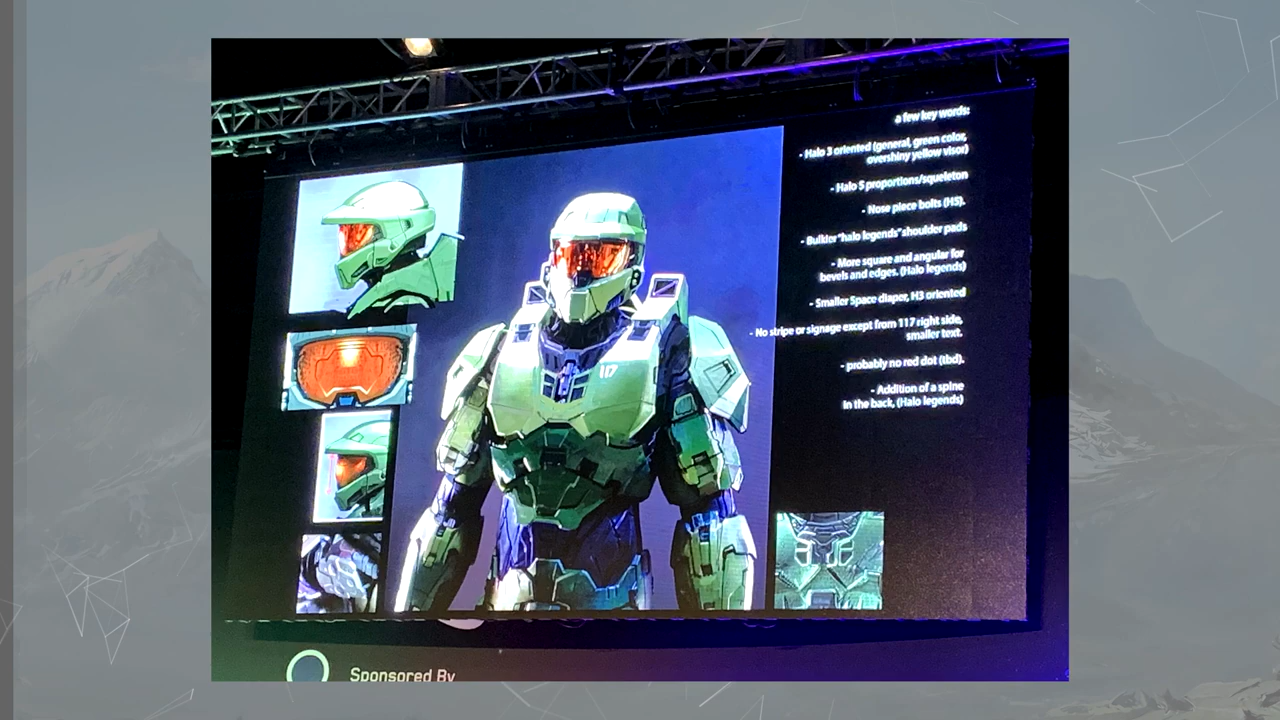 a few key words:
- Halo 3 oriented (general, green color,
overshiny yellow visor)
- Halo 5 proportions/squeleton
- Nose piece bolts (H5).
- Bulkier "halo legends" shoulder pads
- More square and angular for
bevels and edges. (Halo legends)
- Smaller Space diaper, H3 oriented
- No stripe or signage except from 117 right side,
smaller text.
- probably no red dot (tbd).
- Addition of a spine
in the back, (Halo legends)
117
Sponsored By